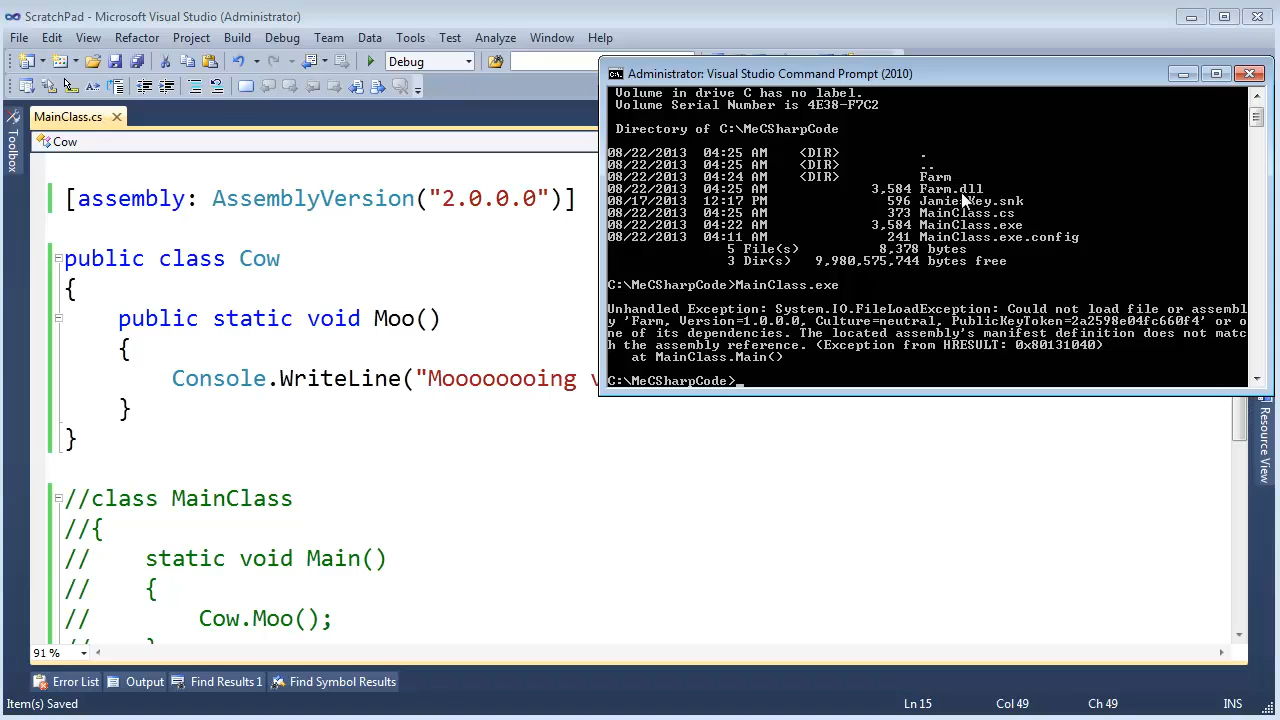 ScratchPad - Microsoft Visual Studio (Administrator)
File Edit View Refactor Project Build Debug Team Data Tools Test Analyze Window Help
Debug
MainClass.cs
Cow
Toolbox
[assembly: AssemblyVersion("2.0.0.0")]
public class Cow
{
public static void Moo()
{
Console.WriteLine("Moooooooing
}
}
//class MainClass
//{
// static void Main()
// {
// Cow.Moo();
Administrator: Visual Studio Command Prompt (2010)
Volume in drive C has no label.
Volume Serial Number is 4E38-F7C2
Directory of C:\MeCSharpCode
08/22/2013 04:25 AM <DIR> .
08/22/2013 04:25 AM <DIR> ..
08/22/2013 04:24 AM <DIR> Farm
08/22/2013 04:25 AM 3,584 Farm.dll
08/17/2013 12:17 PM 596 JamiesKey.snk
08/22/2013 04:25 AM 373 MainClass.cs
08/22/2013 04:22 AM 3,584 MainClass.exe
08/22/2013 04:11 AM 241 MainClass.exe.config
5 File(s) 8,378 bytes
3 Dir(s) 9,980,575,744 bytes free
C:\MeCSharpCode>MainClass.exe
Unhandled Exception: System.IO.FileLoadException: Could not load file or assembl
y 'Farm, Version=1.0.0.0, Culture=neutral, PublicKeyToken=2a2598e04fc660f4' or o
ne of its dependencies. The located assembly's manifest definition does not matc
h the assembly reference. (Exception from HRESULT: 0x80131040)
at MainClass.Main()
C:\MeCSharpCode>_
Resource View
91 %
Error List Output Find Results 1 Find Symbol Results
Item(s) Saved Ln 15 Col 49 Ch 49 INS